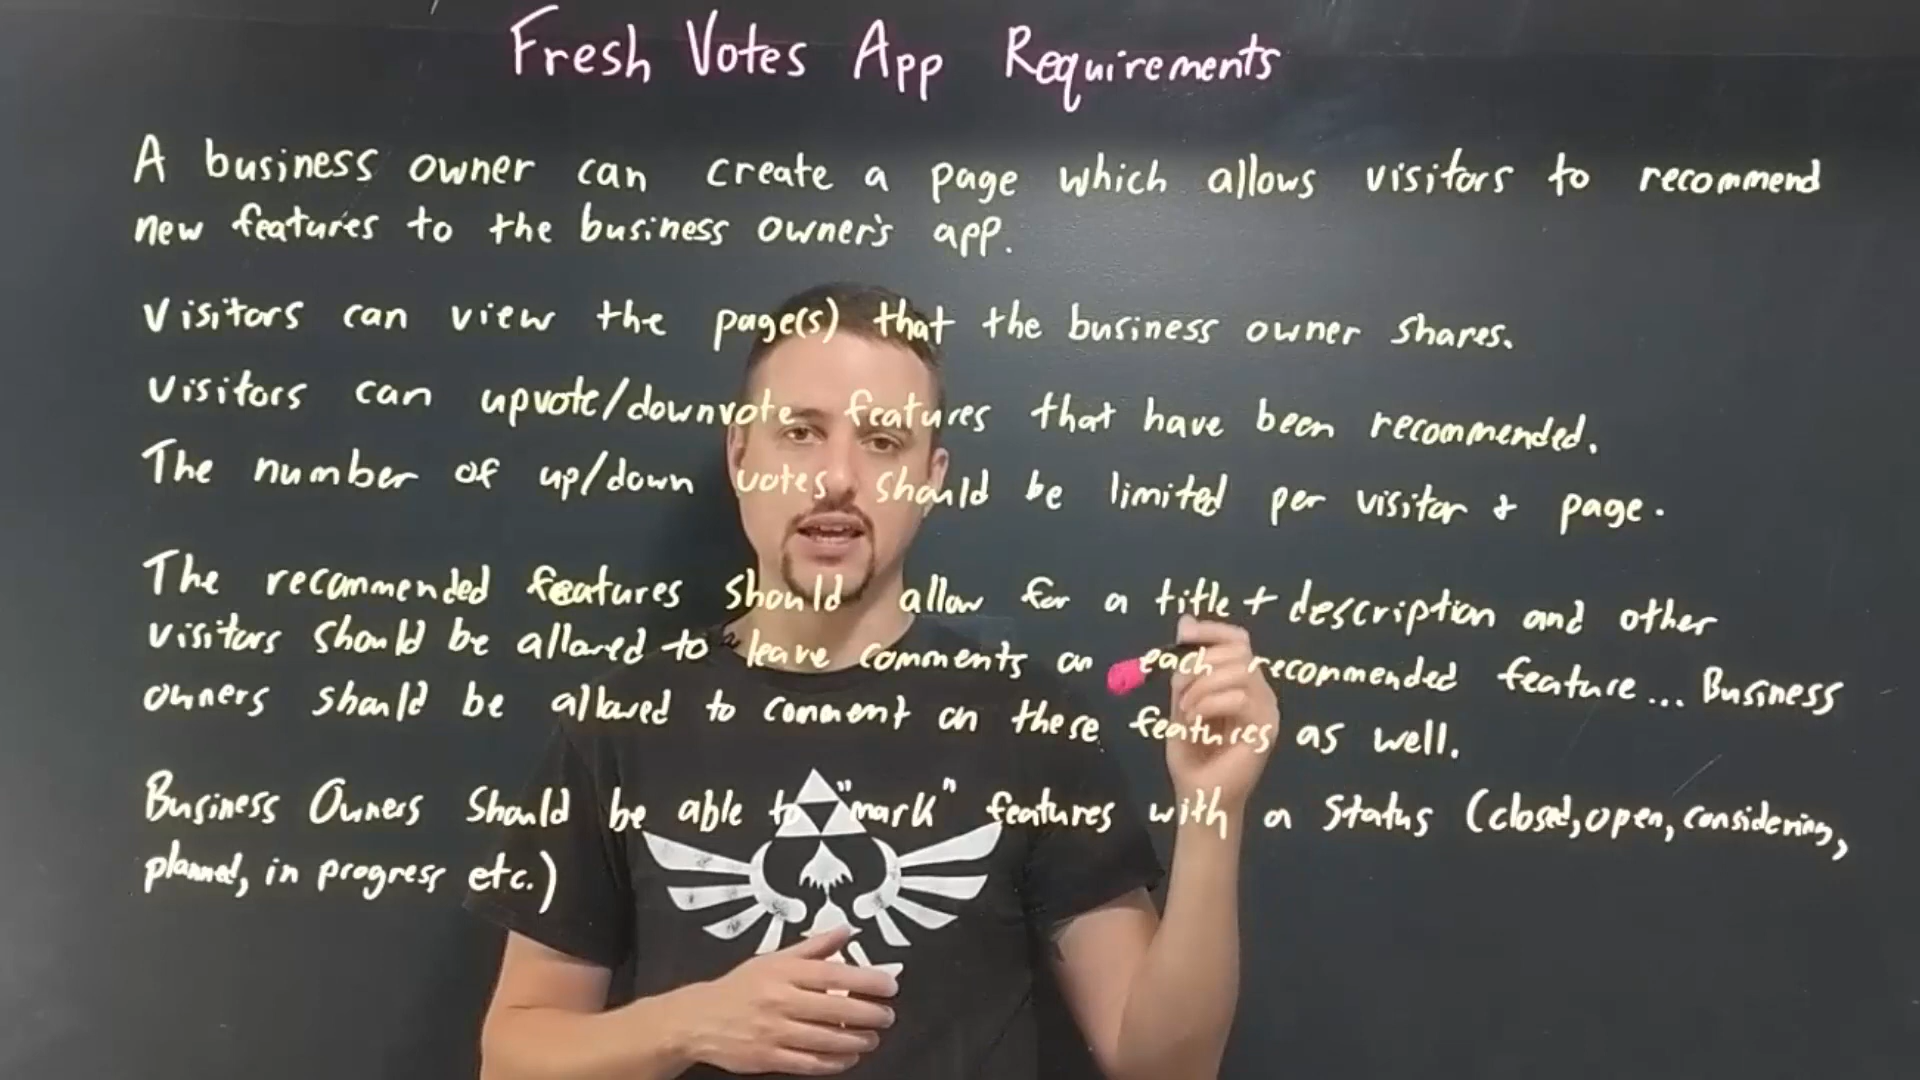 Fresh Votes App Requirements
A business owner can create a page which allows visitors to recommend
new features to the business owner's app.
Visitors can view the page(s) that the business owner shares.
Visitors can upvote/downvote features that have been recommended.
The number of up/down votes should be limited per visitor + page.
The recommended features should allow for a title + description and other
visitors should be allowed to leave comments on each recommended feature... Business
owners should be allowed to comment on these features as well.
Business Owners should be able to "mark" features with a status (closed, open, considering,
planned, in progress etc.)